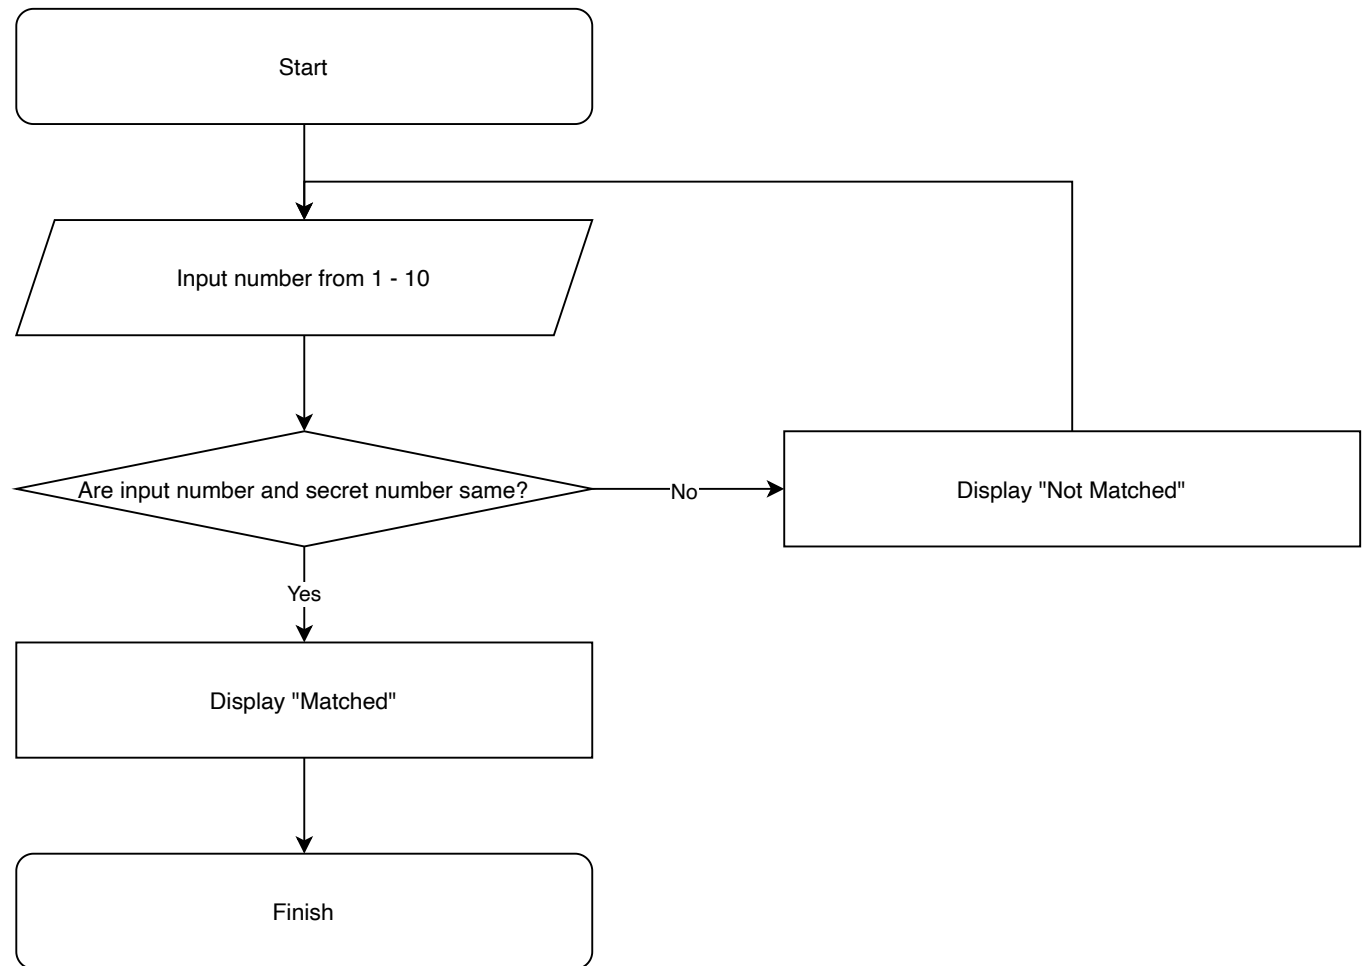 Start
Input number from 1 - 10
Are input number and secret number same?
No
Display "Not Matched"
Yes
Display "Matched"
Finish